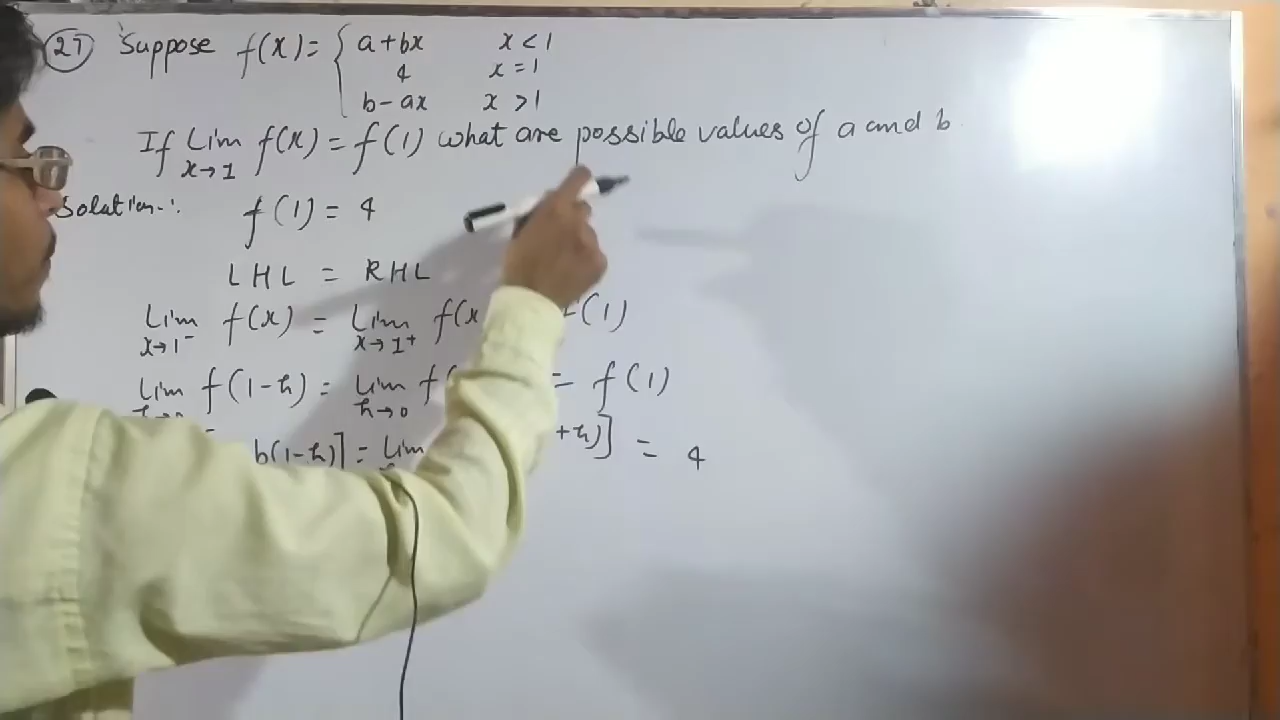 27 Suppose f(x) = { a+bx x < 1
4 x = 1
b - ax x > 1
If Lim f(x) = f(1) what are possible values of a and b
x→1
Solution:. f(1) = 4
LHL = RHL
Lim f(x) = Lim f(x f(1)
x→1⁻ x→1⁺
Lim f(1-h) = Lim f = f(1)
h→0
b(1-h)] = Lim +h)] = 4